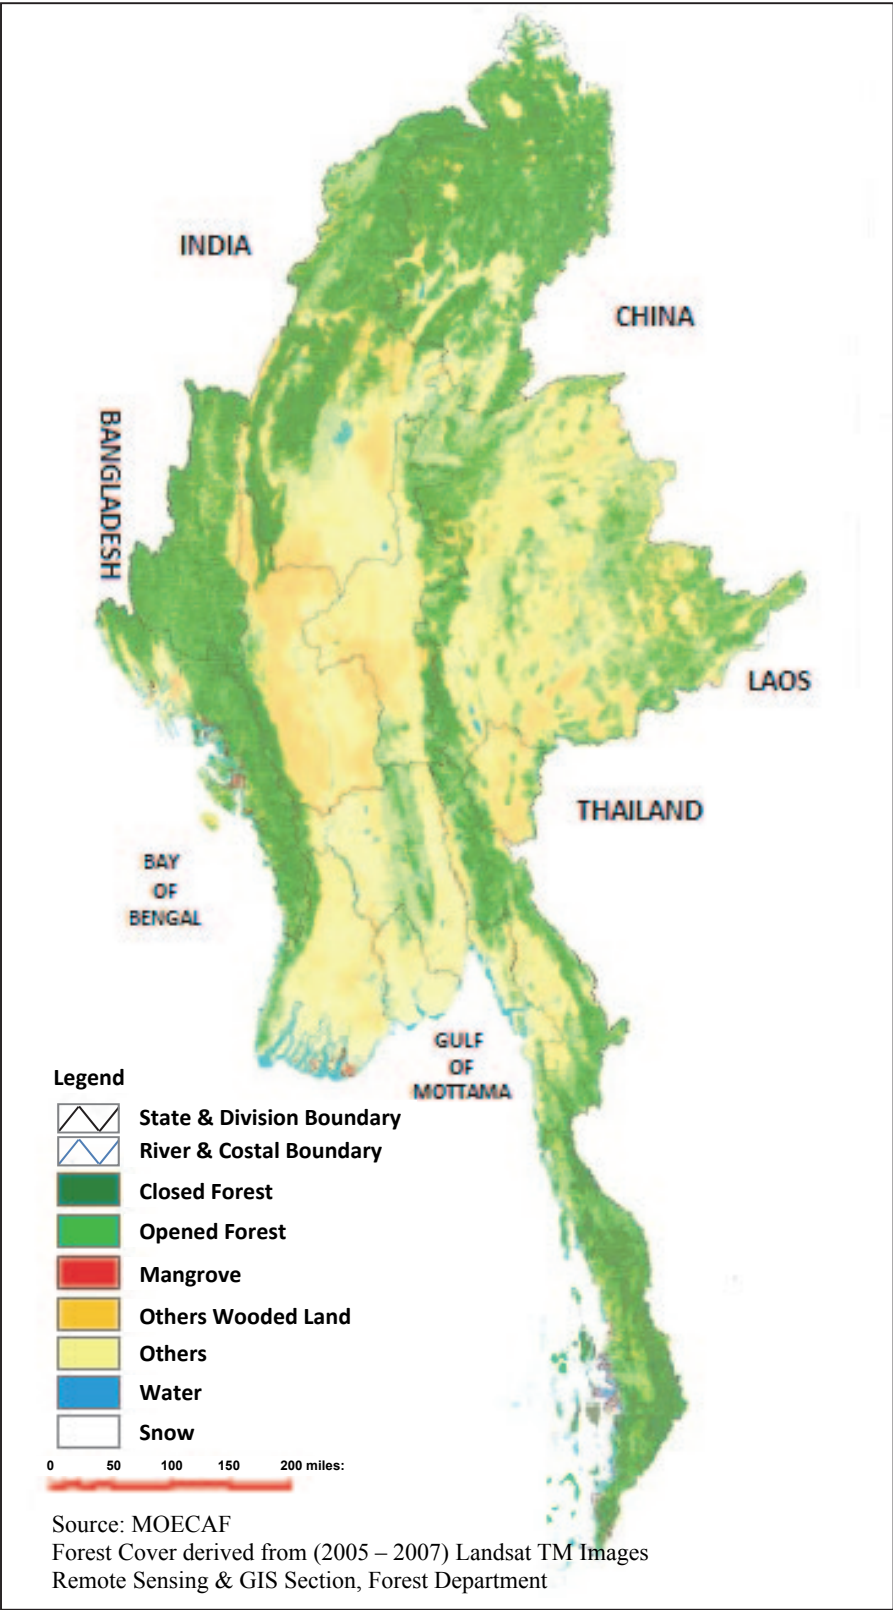 INDIA
CHINA
BANGLADESH
LAOS
THAILAND
BAY
OF
BENGAL
GULF
OF
MOTTAMA
Legend
State & Division Boundary
River & Costal Boundary
Closed Forest
Opened Forest
Mangrove
Others Wooded Land
Others
Water
Snow
0 50 100 150 200 miles:
Source: MOECAF
Forest Cover derived from (2005 – 2007) Landsat TM Images
Remote Sensing & GIS Section, Forest Department